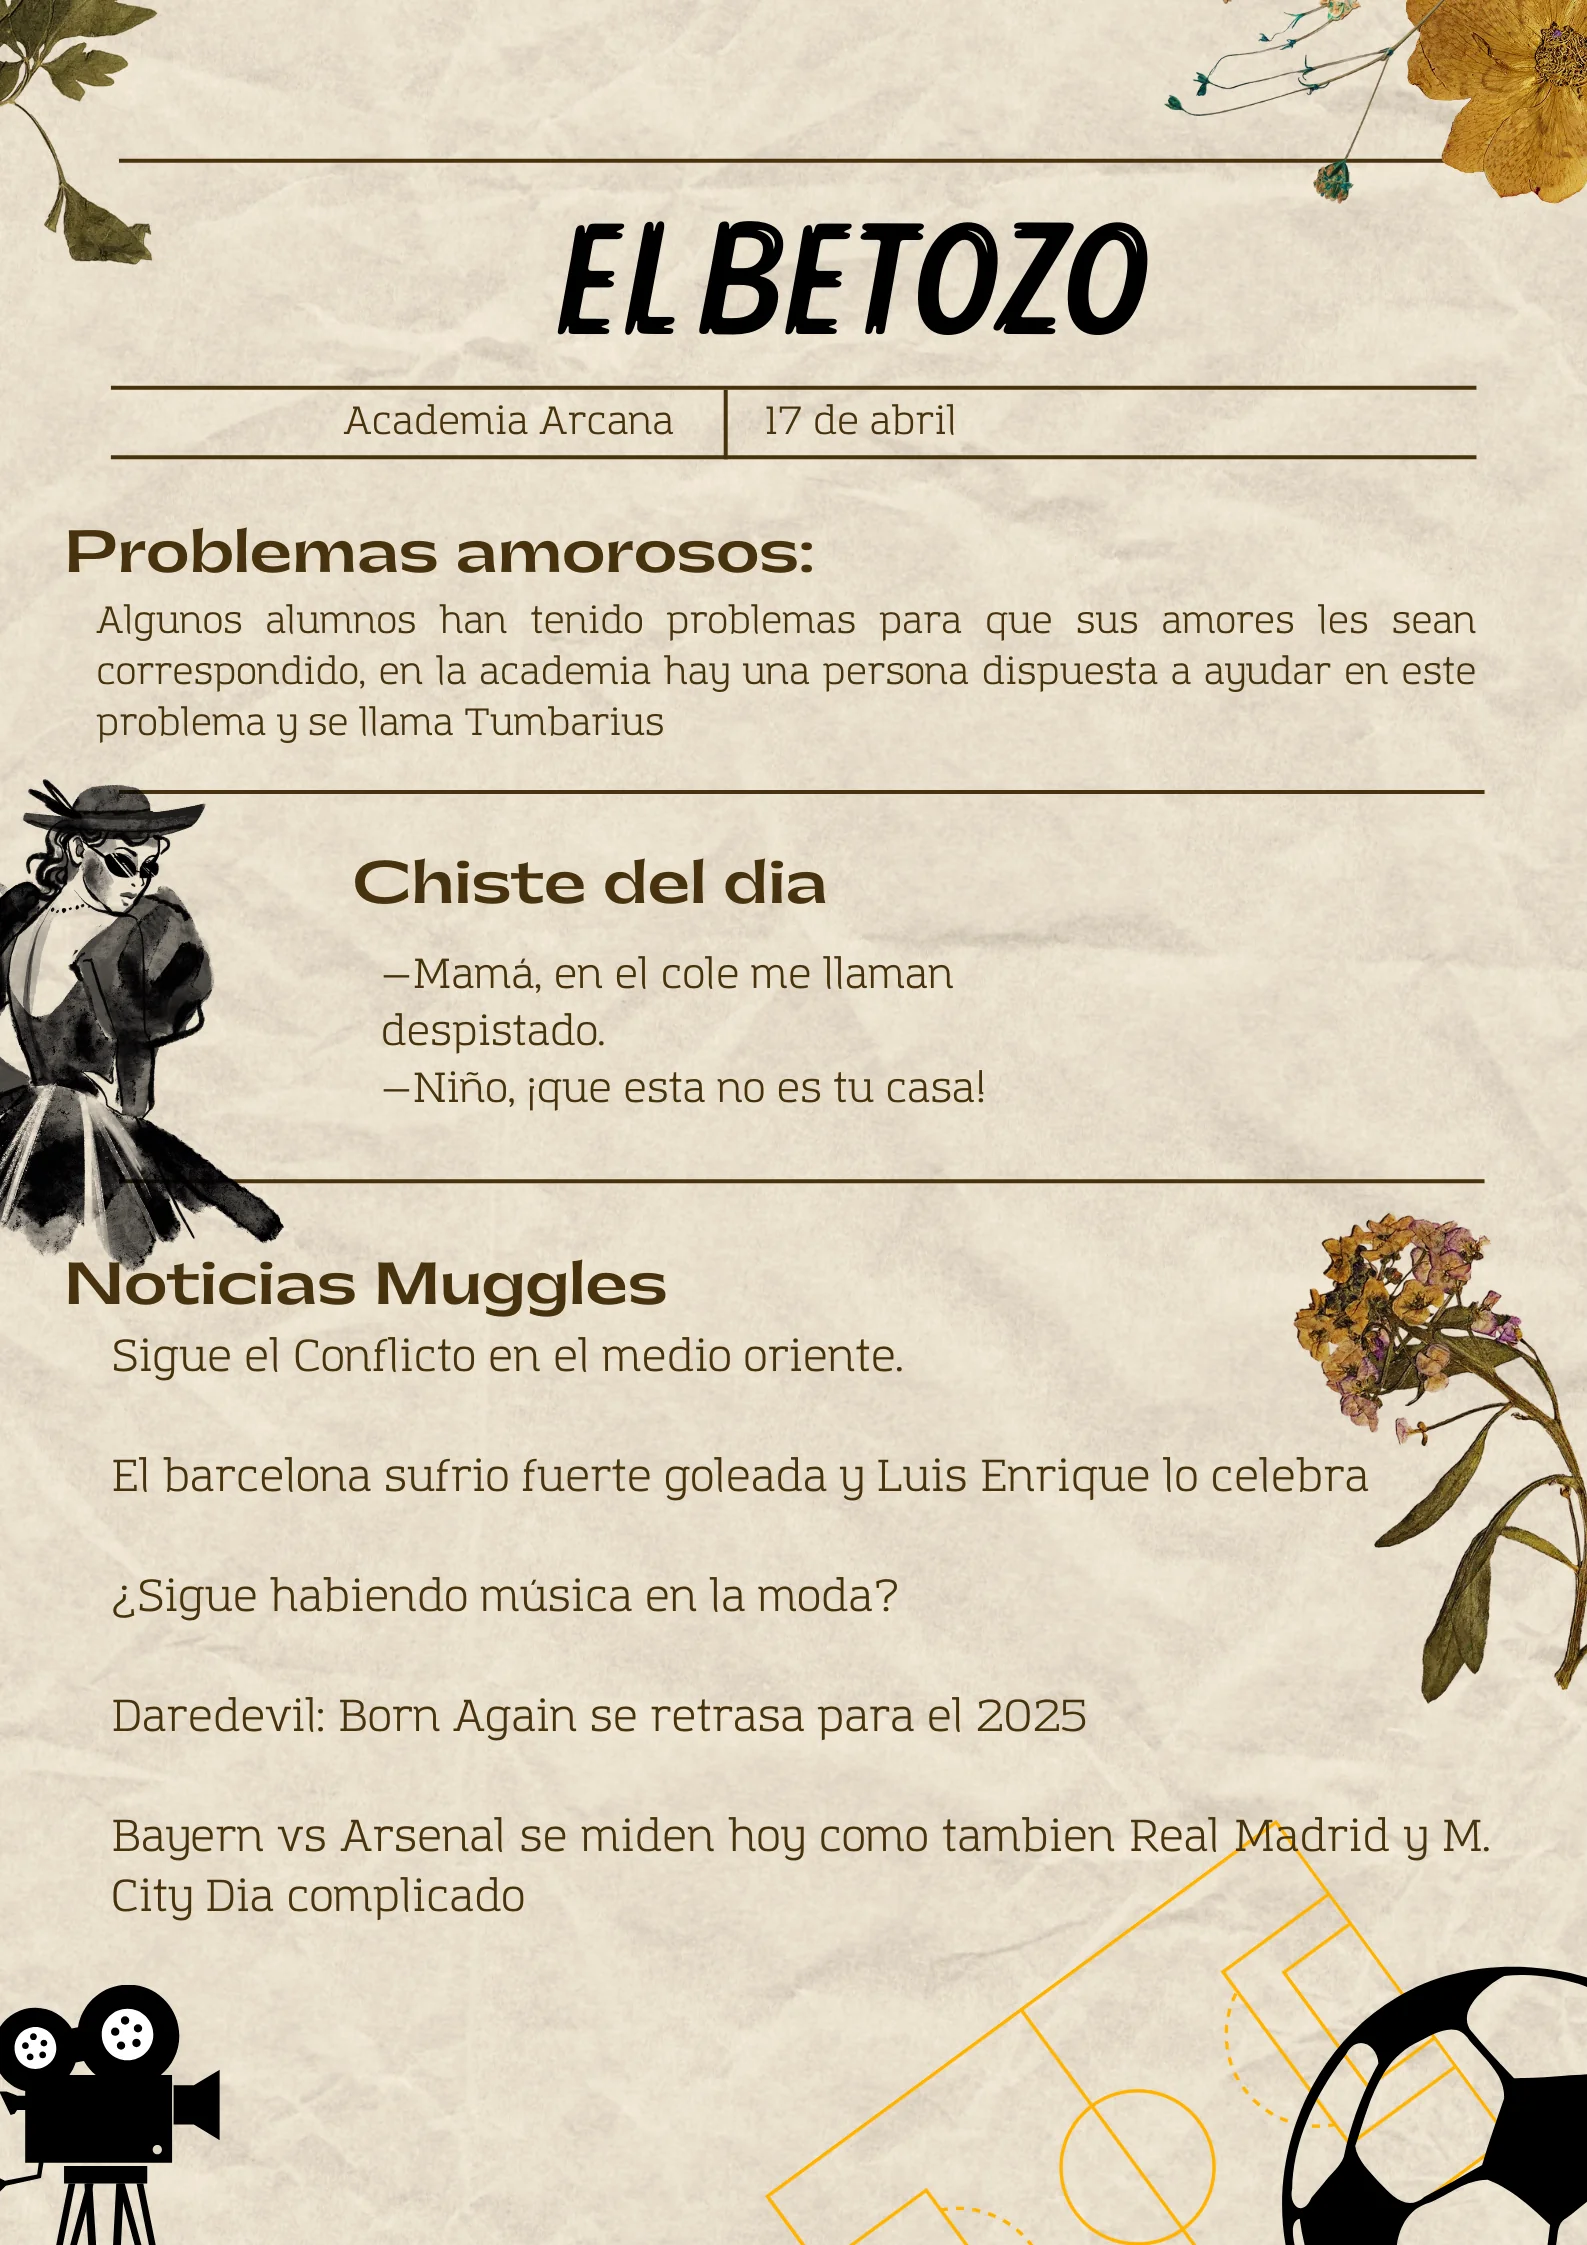 EL BETOZO
Academia Arcana
17 de abril
Problemas amorosos:
Algunos alumnos han tenido problemas para que sus amores les sean
correspondido, en la academia hay una persona dispuesta a ayudar en este
problema y se llama Tumbarius
Chiste del dia
—Mamá, en el cole me llaman
despistado.
—Niño, ¡que esta no es tu casa!
Noticias Muggles
Sigue el Conflicto en el medio oriente.
El barcelona sufrio fuerte goleada y Luis Enrique lo celebra
¿Sigue habiendo música en la moda?
Daredevil: Born Again se retrasa para el 2025
Bayern vs Arsenal se miden hoy como tambien Real Madrid y M.
City Dia complicado